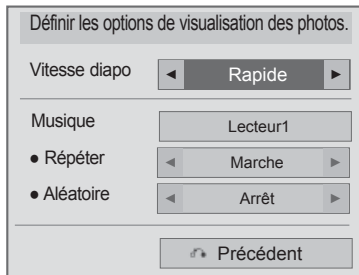 Définir les options de visualisation des photos.
Vitesse diapo ◄ Rapide ►
Musique Lecteur1
• Répéter ◄ Marche ►
• Aléatoire ◄ Arrêt ►
Précédent